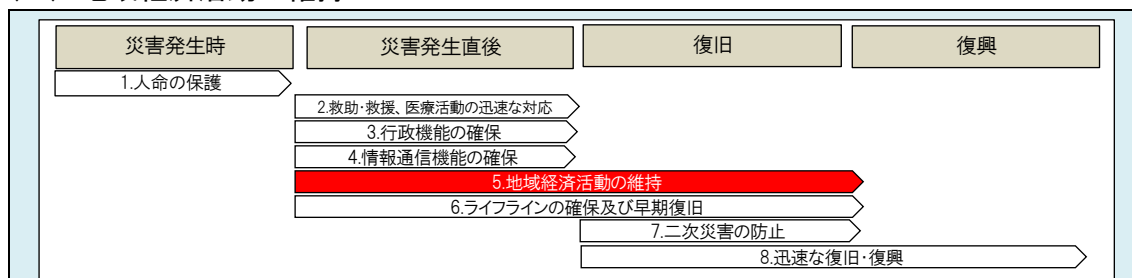 災害発生時 災害発生直後 復旧 復興
1.人命の保護
2.救助・救援、医療活動の迅速な対応
3.行政機能の確保
4.情報通信機能の確保
5.地域経済活動の維持
6.ライフラインの確保及び早期復旧
7.二次災害の防止
8.迅速な復旧・復興